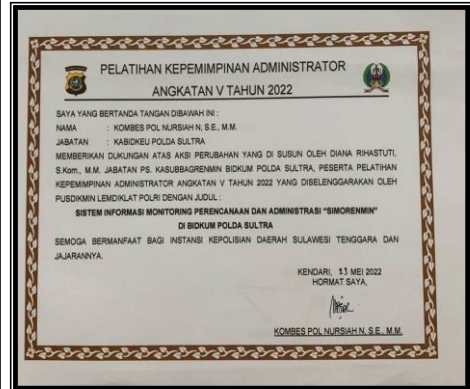 PELATIHAN KEPEMIMPINAN ADMINISTRATOR
ANGKATAN V TAHUN 2022
SAYA YANG BERTANDA TANGAN DIBAWAH INI :
NAMA : KOMBES POL NURSIAH N, S.E., M.M.
JABATAN : KABIDKEU POLDA SULTRA
MEMBERIKAN DUKUNGAN ATAS AKSI PERUBAHAN YANG DI SUSUN OLEH DIANA RIHASTUTI,
S.Kom., M.M. JABATAN PS. KASUBBAGRENMIN BIDKUM POLDA SULTRA, PESERTA PELATIHAN
KEPEMIMPINAN ADMINISTRATOR ANGKATAN V TAHUN 2022 YANG DISELENGGARAKAN OLEH
PUSDIKMIN LEMDIKLAT POLRI DENGAN JUDUL :
SISTEM INFORMASI MONITORING PERENCANAAN DAN ADMINISTRASI "SIMORENMIN"
DI BIDKUM POLDA SULTRA
SEMOGA BERMANFAAT BAGI INSTANSI KEPOLISIAN DAERAH SULAWESI TENGGARA DAN
JAJARANNYA.
KENDARI, 23 MEI 2022
HORMAT SAYA,
KOMBES POL NURSIAH N, S.E., M.M.